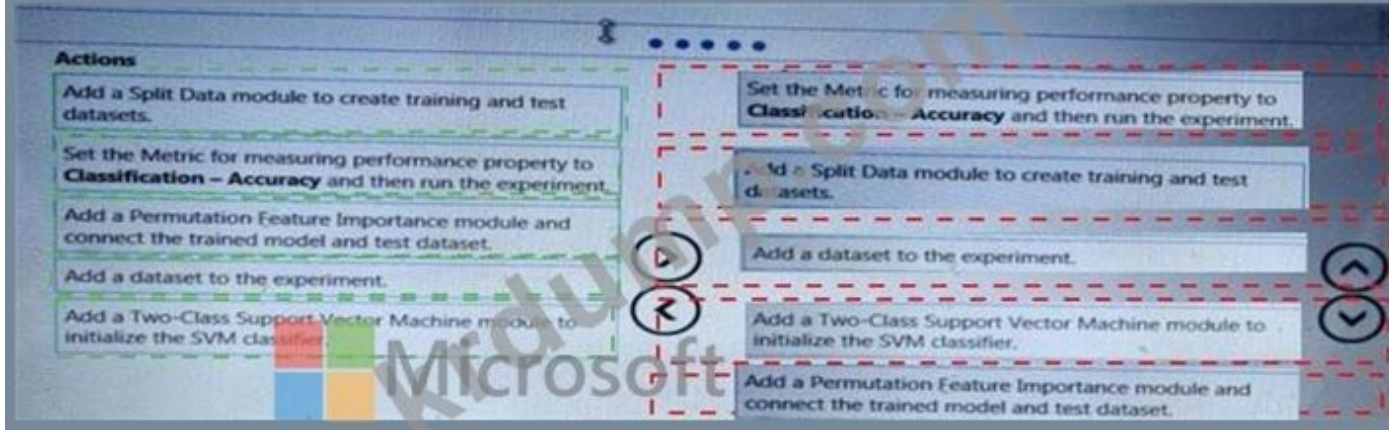 Actions
Add a Split Data module to create training and test
datasets.
Set the Metric for measuring performance property to
Classification – Accuracy and then run the experiment.
Add a Permutation Feature Importance module and
connect the trained model and test dataset.
Add a dataset to the experiment.
Add a Two-Class Support Vector Machine module to
initialize the SVM classifier.
Set the Metric for measuring performance property to
Classification – Accuracy and then run the experiment.
Add a Split Data module to create training and test
datasets.
Add a dataset to the experiment.
Add a Two-Class Support Vector Machine module to
initialize the SVM classifier.
Add a Permutation Feature Importance module and
connect the trained model and test dataset.
Microsoft